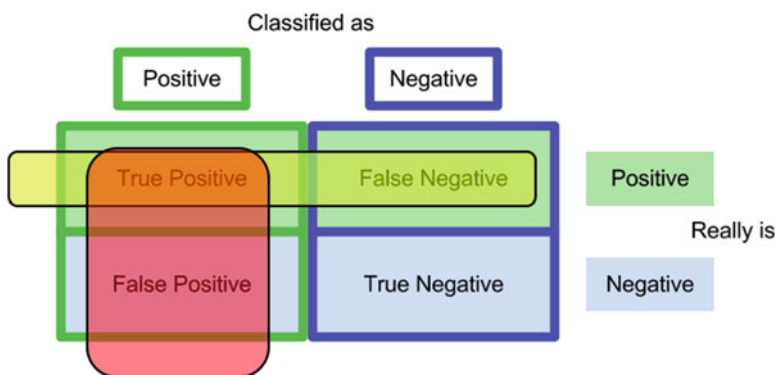 Classified as
Positive Negative
True Positive False Negative Positive
Really is
False Positive True Negative Negative